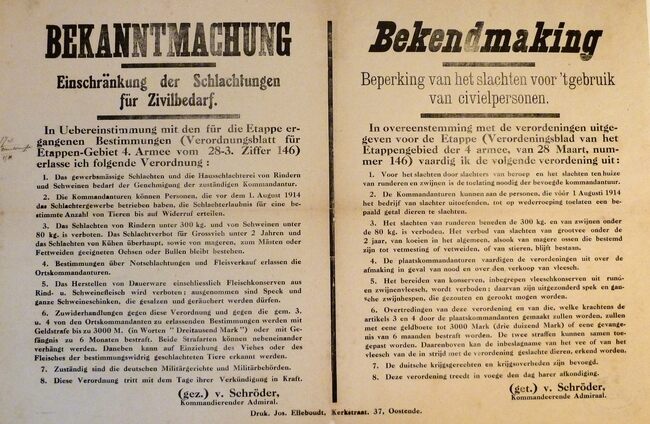 BEKANNTMACHUNG
Einschränkung der Schlachtungen
für Zivilbedarf.
In Uebereinstimmung mit den für die Etappe er-
gangenen Bestimmungen (Verordnungsblatt für
Etappen-Gebiet 4. Armee vom 28-3. Ziffer 146)
erlasse ich folgende Verordnung :
1. Das gewerbsmässige Schlachten und die Hausschlachterei von Rindern
und Schweinen bedarf der Genehmigung der zuständigen Kommandantur.
2. Die Kommandanturen können Personen, die vor dem 1. August 1914
das Schlachtergewerbe betrieben haben, die Schlachterlaubnis für eine be-
stimmte Anzahl von Tieren bis auf Widerruf erteilen.
3. Das Schlachten von Rindern unter 300 kg. und von Schweinen unter
80 kg. is verboten. Das Schlachtverbot für Grossvieh unter 2 Jahren und
das Schlachten von Kühen überhaupt, sowie von mageren, zum Mästen oder
Fettweiden geeigneten Ochsen oder Bullen bleibt bestehen.
4. Bestimmungen über Notschlachtungen und Fleisverkauf erlassen die
Ortskommandanturen.
5. Das Herstellen von Dauerware einschliesslich Fleischkonserven aus
Rind- u. Schweinefleisch wird verboten : ausgenommen sind Speck und
ganze Schweineschinken, die gesalzen und geräuchert werden dürfen.
6. Zuwiderhandlungen gegen diese Verordnung und gegen die gem. 3.
u. 4 von den Ortskommandanten zu erlassenden Bestimmungen werden mit
Geldstrafe bis zu 3000 M. (in Worten " Dreitausend Mark ") oder mit Ge-
fängnis zu 6 Monaten bestraft. Beide Strafarten können nebeneinander
verhängt werden. Daneben kann auf Einziehung des Viches oder des
Fleisches der bestimmungswidrig geschlachteten Tiere erkannt werden.
7. Zuständig sind die deutschen Militärgerichte und Militärbehörden.
8. Diese Verordnung tritt mit dem Tage ihrer Verkündigung in Kraft.
(gez.) v. Schröder,
Kommandierender Admiral.
Bekendmaking
Beperking van het slachten voor 'tgebruik
van civielpersonen.
In overeenstemming met de verordeningen uitge-
geven voor de Etappe (Verordeningsblad van het
Etappengebied der 4 armee, van 28 Maart, num-
mer 146) vaardig ik de volgende verordening uit :
1. Voor het slachten door slachters van beroep en het slachten ten huize
van runderen en zwijnen is de toelating noodig der bevoegde kommandantuur.
2. De Kommandanturen kunnen aan de personen, die vóór 1 Augusti 1914
het bedrijf van slachter uitoefenden, tot op wederroeping toelaten een be-
paald getal dieren te slachten.
3. Het slachten van runderen beneden de 300 kg. en van zwijnen onder
de 80 kg. is verboden. Het verbod van slachten van grootvee onder de
2 jaar, van koeien in het algemeen, alsook van magere ossen die bestemd
zijn tot vetmesting of vetweiden, of van stieren, blijft bestaan.
4. De plaatskommandanturen vaardigen de verordeningen uit over de
afmaking in geval van nood en over den verkoop van vleesch.
5. Het bereiden van konserven, inbegrepen vleeschkonserven uit rund-
en zwijnenvleesch, wordt verboden : daarvan zijn uitgezonderd spek en gan-
sche zwijnhespen, die gezouten en gerookt mogen worden.
6. Overtredingen van deze verordening en van die, welke krachtens de
artikels 3 en 4 door de plaatskommandanten gemaakt zullen worden, zullen
met eene geldboete tot 3000 Mark (drie duizend Mark) of eene gevange-
nis van 6 maanden bestraft worden. De twee straffen kunnen samen toe-
gepast worden. Daareven kan de inbeslagname van het vee of van het
vleesch van de in strijd met de verordening geslachte dieren, erkend worden.
7. De duitsche krijgsgerechten en krijgsoverheden zijn bevoegd.
8. Deze verordening treedt in voege den dag harer afkondiging.
(get.) v. Schröder,
Kommandeerende Admiraal.
Druk. Jos. Elleboudt, Kerkstraat, 37, Oostende.